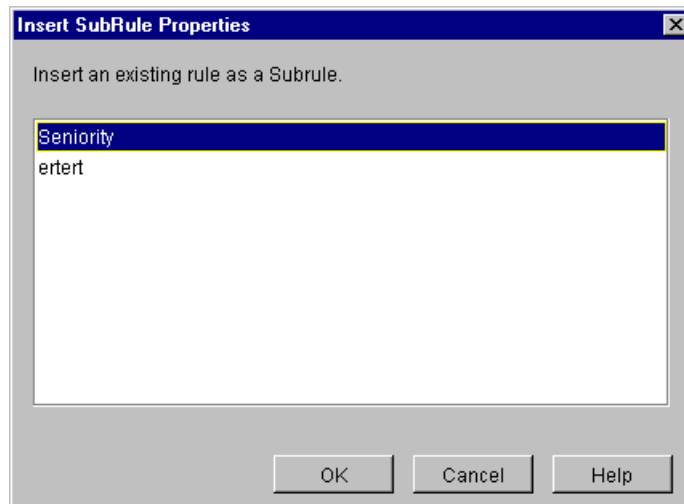 Insert SubRule Properties
Insert an existing rule as a Subrule.
Seniority
ertert
OK Cancel Help